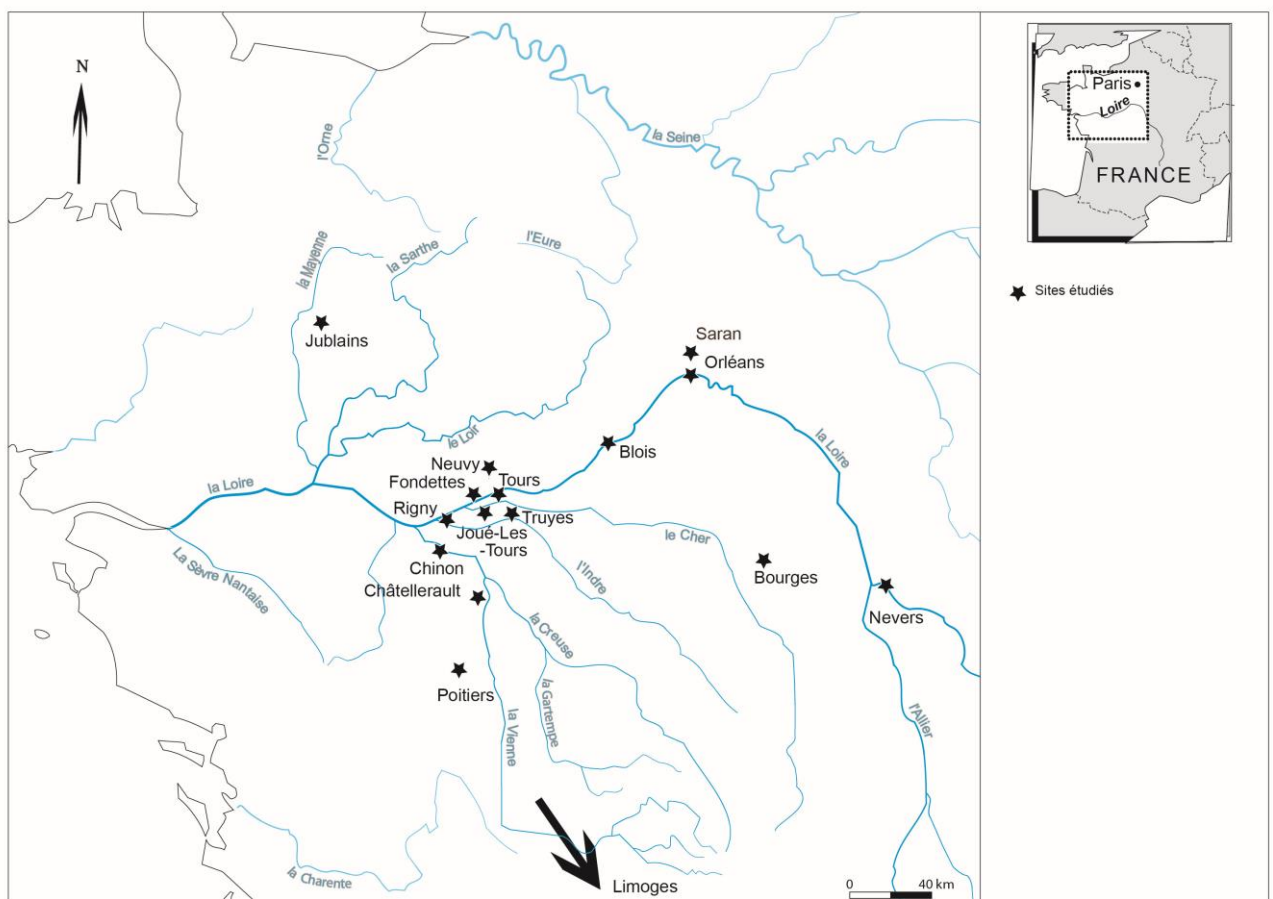 N
la Seine
l'Orne
l'Eure
la Sarthe
la Mayenne
Jublains
Saran
Orléans
le Loir
la Loire
Blois
Neuvy
Fondettes
Tours
la Loire
Rigny
Truyes
Joué-Les
-Tours
le Cher
La Sèvre Nantaise
Chinon
l'Indre
Bourges
Châtellerault
Nevers
la Creuse
Poitiers
la Gartempe
la Vienne
l'Allier
la Charente
Limoges
0 40 km
Paris
Loire
FRANCE
Sites étudiés